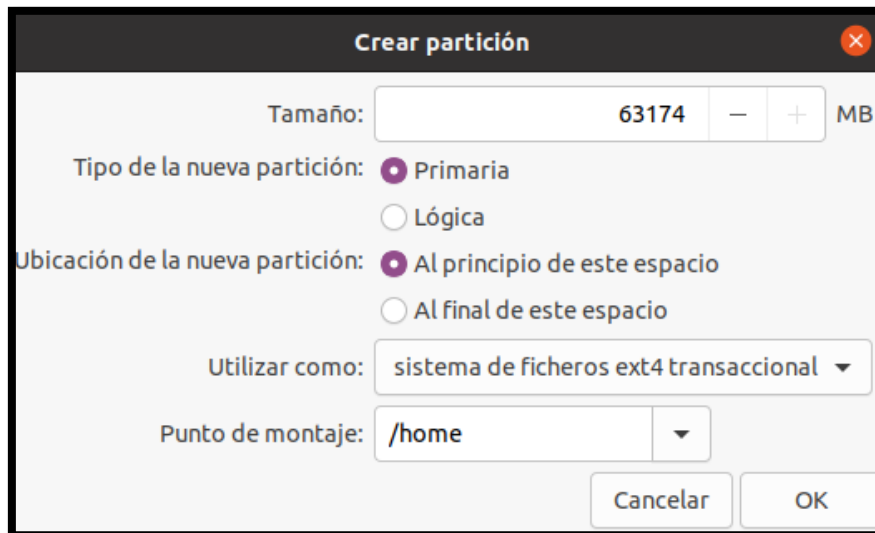 Crear partición
Tamaño: 63174 MB
Tipo de la nueva partición: Primaria
Lógica
Ubicación de la nueva partición: Al principio de este espacio
Al final de este espacio
Utilizar como: sistema de ficheros ext4 transaccional
Punto de montaje: /home
Cancelar OK